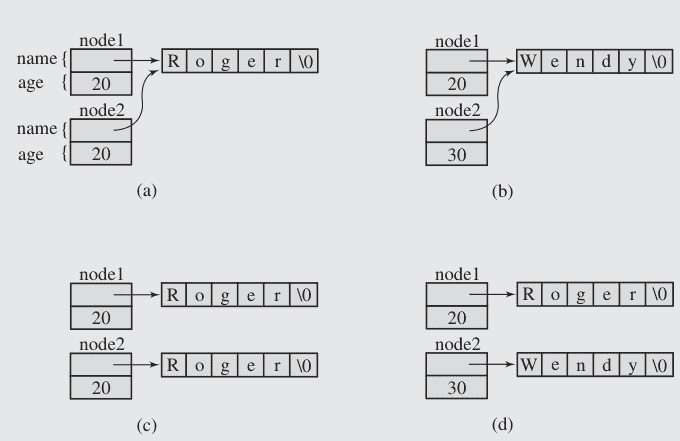 node1
name { R o g e r \0
age { 20
node2
name {
age { 20
(a)
node1
W e n d y \0
20
node2
30
(b)
node1
R o g e r \0
20
node2
R o g e r \0
20
(c)
node1
R o g e r \0
20
node2
W e n d y \0
30
(d)